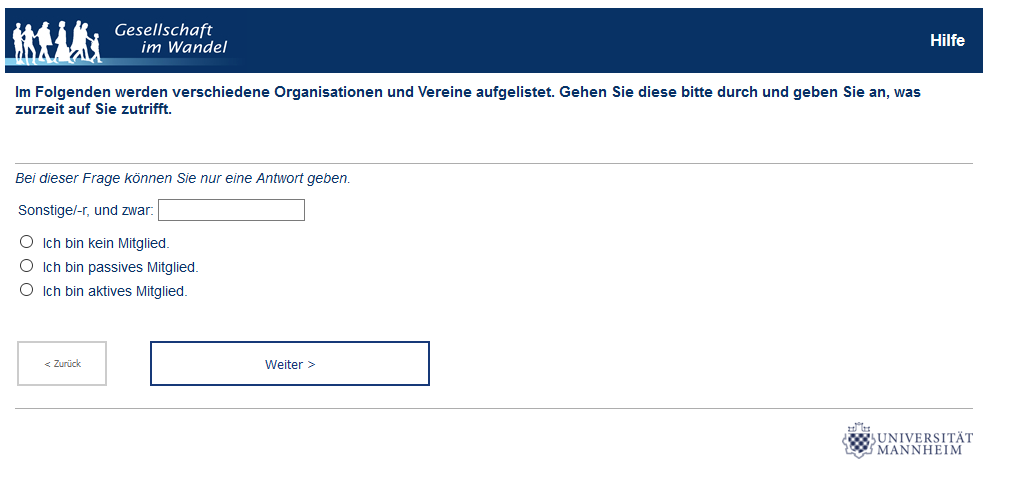 Gesellschaft
im Wandel
Hilfe
Im Folgenden werden verschiedene Organisationen und Vereine aufgelistet. Gehen Sie diese bitte durch und geben Sie an, was
zurzeit auf Sie zutrifft.
Bei dieser Frage können Sie nur eine Antwort geben.
Sonstige/-r, und zwar:
Ich bin kein Mitglied.
Ich bin passives Mitglied.
Ich bin aktives Mitglied.
< Zurück
Weiter >
UNIVERSITÄT
MANNHEIM